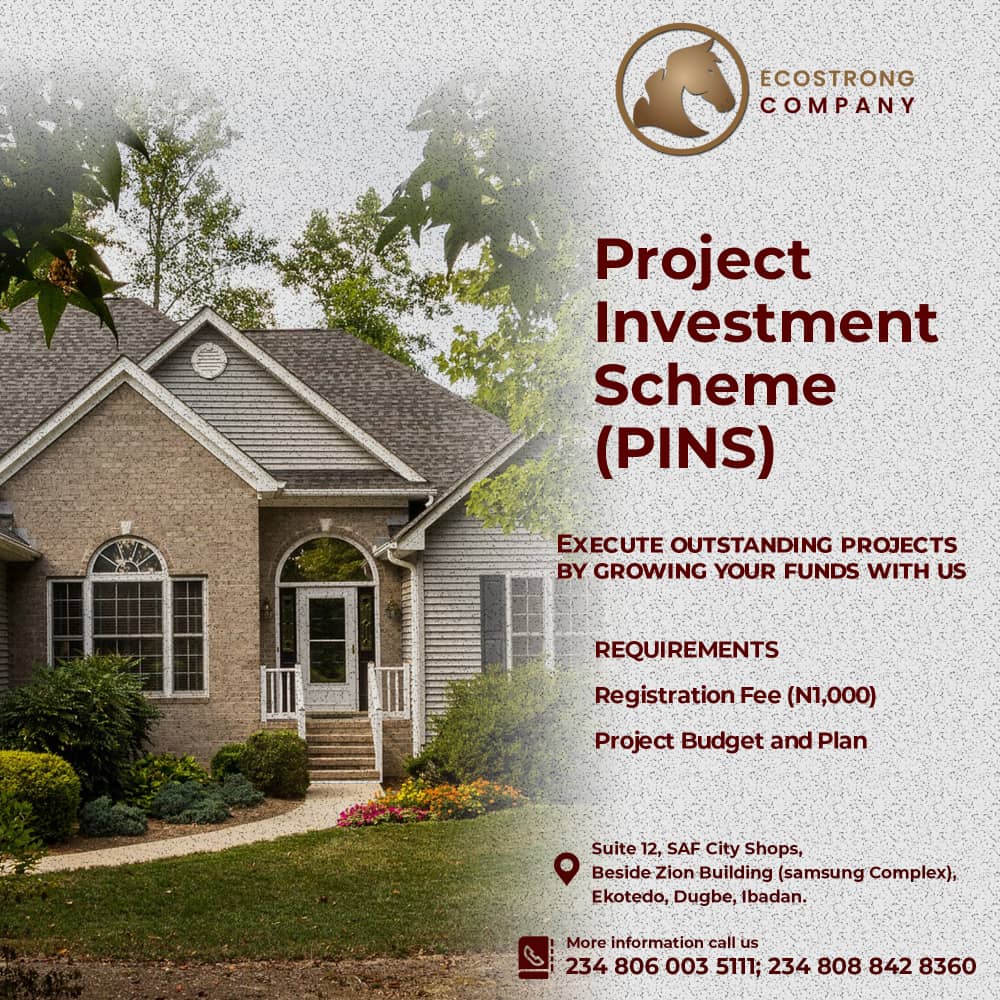 ECOSTRONG
COMPANY
Project
Investment
Scheme
(PINS)
EXECUTE OUTSTANDING PROJECTS
BY GROWING YOUR FUNDS WITH US
REQUIREMENTS
Registration Fee (N1,000)
Project Budget and Plan
Suite 12, SAF City Shops,
Beside Zion Building (samsung Complex),
Ekotedo, Dugbe, Ibadan.
More information call us
234 806 003 5111; 234 808 842 8360